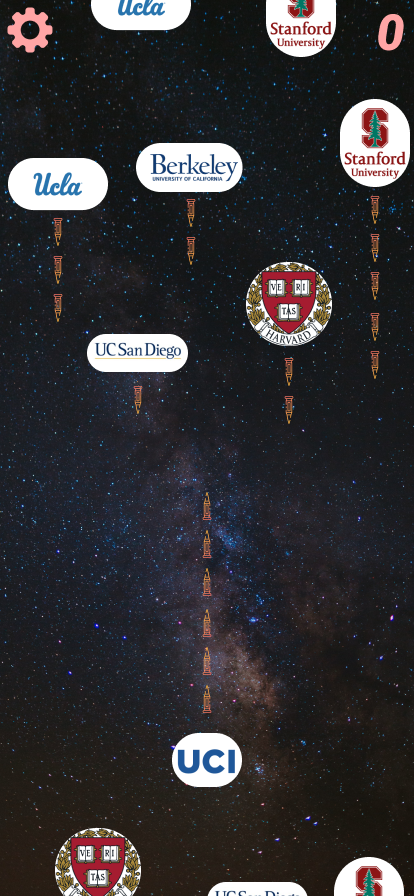 Ucla
Stanford
University
0
Stanford
University
Berkeley
UNIVERSITY OF CALIFORNIA
Ucla
VE RI
TAS
HARVARD
UC San Diego
UCI
VE RI
TAS
UC San Diego